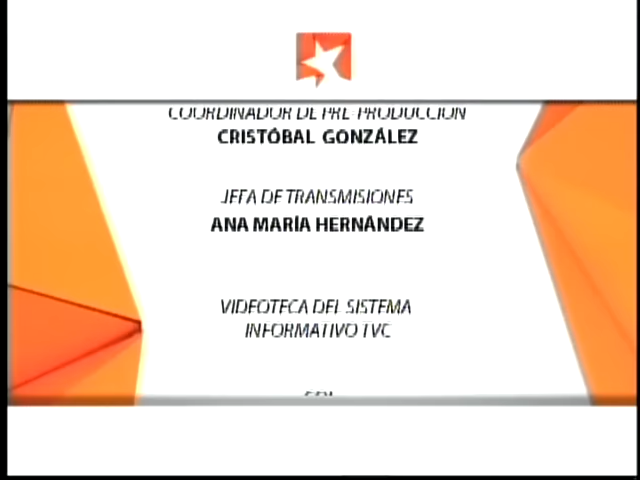 COORDINADOR DE PRE-PRODUCCIÓN
CRISTÓBAL GONZÁLEZ
JEFA DE TRANSMISIONES
ANA MARÍA HERNÁNDEZ
VIDEOTECA DEL SISTEMA
INFORMATIVO TVC